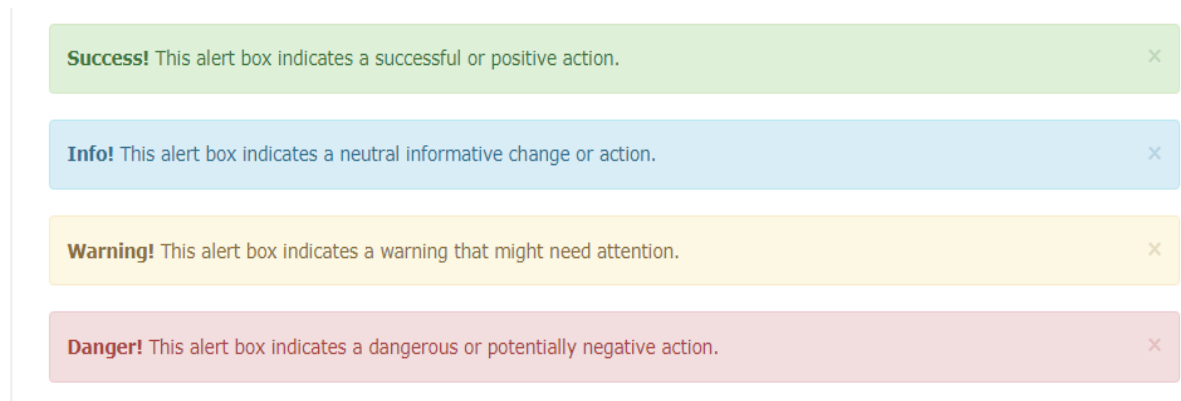 Success! This alert box indicates a successful or positive action. ×
Info! This alert box indicates a neutral informative change or action. ×
Warning! This alert box indicates a warning that might need attention. ×
Danger! This alert box indicates a dangerous or potentially negative action. ×